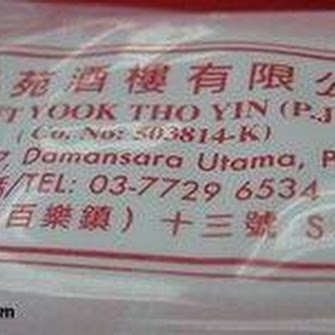 苑酒樓有限公
YOOK THO YIN (P.J
(Co. No: 503814-K)
7, Damansara Utama, P
/TEL: 03-7729 6534
百樂鎮) 十三號 S
m